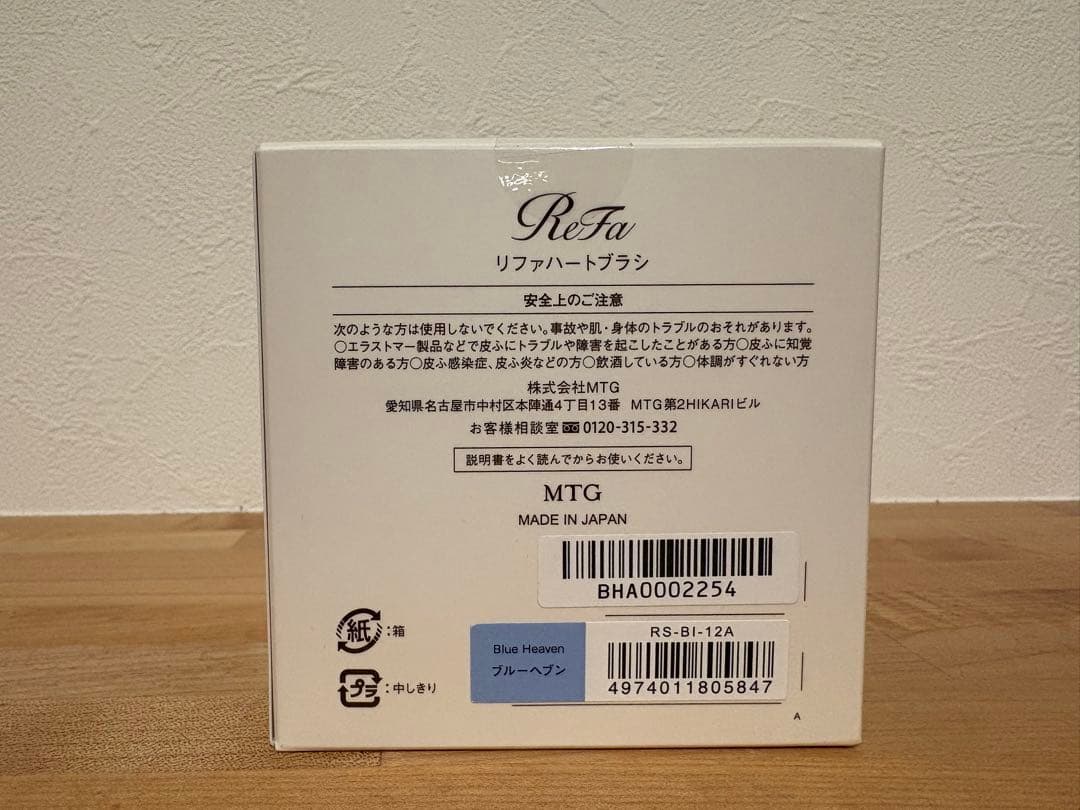 ReFa
リファハートブラシ
安全上のご注意
次のような方は使用しないでください。事故や肌・身体のトラブルのおそれがあります。
○エラストマー製品などで皮ふにトラブルや障害を起こしたことがある方○皮ふに知覚
障害のある方○皮ふ感染症、皮ふ炎などの方○飲酒している方○体調がすぐれない方
株式会社MTG
愛知県名古屋市中村区本陣通4丁目13番 MTG第2HIKARIビル
お客様相談室 0120-315-332
説明書をよく読んでからお使いください。
MTG
MADE IN JAPAN
BHA0002254
紙:箱
プラ:中しきり
Blue Heaven
ブルーヘブン
RS-BI-12A
4974011805847
A